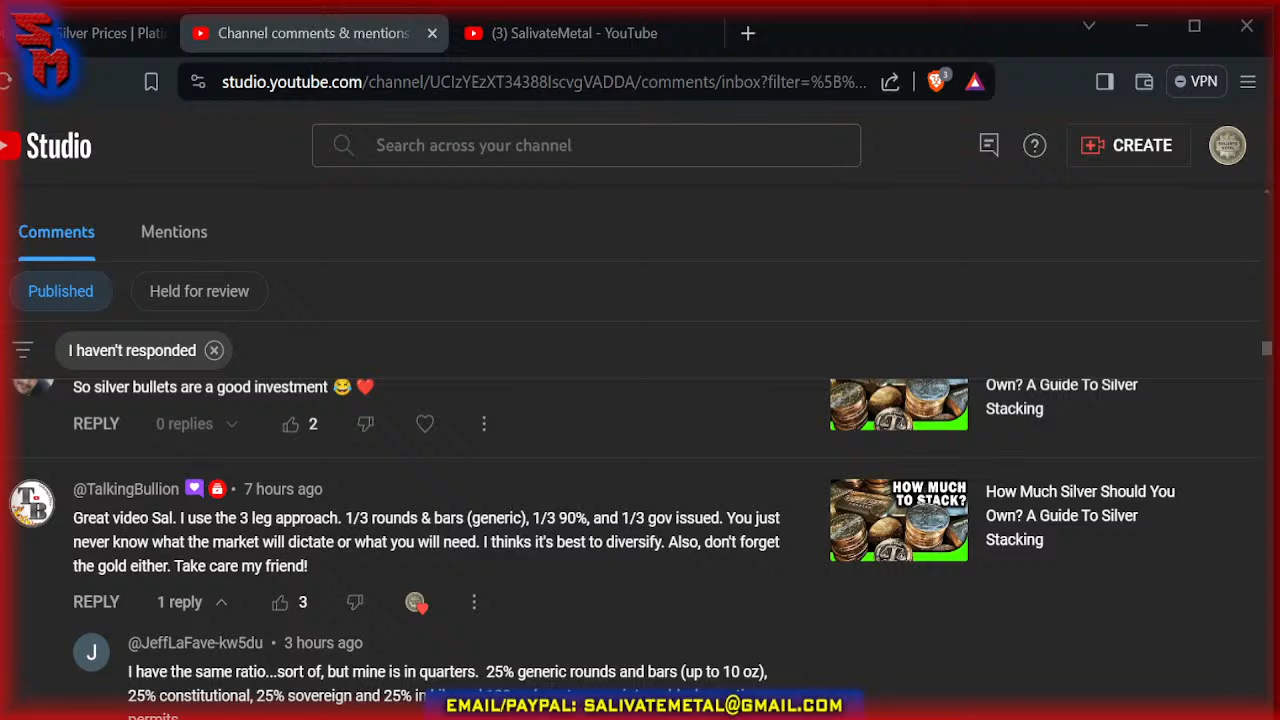 SM
Silver Prices | Plati
Channel comments & mentions
(3) SalivateMetal - YouTube
studio.youtube.com/channel/UCIzYEzXT34388IscvgVADDA/comments/inbox?filter=%5B%...
3
VPN
Studio
Search across your channel
CREATE
Comments
Mentions
Published
Held for review
I haven't responded
So silver bullets are a good investment 😂 ❤️
Own? A Guide To Silver
Stacking
REPLY
0 replies
2
@TalkingBullion • 7 hours ago
Great video Sal. I use the 3 leg approach. 1/3 rounds & bars (generic), 1/3 90%, and 1/3 gov issued. You just
never know what the market will dictate or what you will need. I thinks it's best to diversify. Also, don't forget
the gold either. Take care my friend!
HOW MUCH
TO STACK?
How Much Silver Should You
Own? A Guide To Silver
Stacking
REPLY
1 reply
3
J
@JeffLaFave-kw5du • 3 hours ago
I have the same ratio...sort of, but mine is in quarters. 25% generic rounds and bars (up to 10 oz),
25% constitutional, 25% sovereign and 25% in
permits
EMAIL/PAYPAL: SALIVATEMETAL@GMAIL.COM